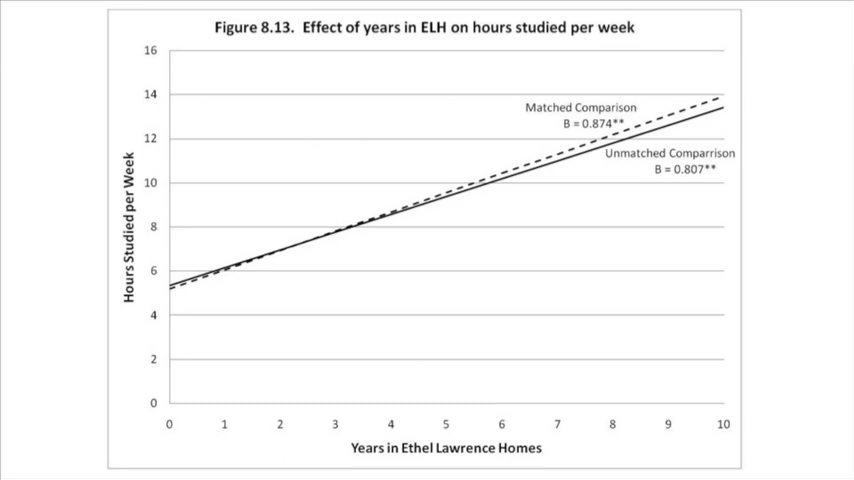 Figure 8.13. Effect of years in ELH on hours studied per week
16
14
12
10
8
6
4
2
0
Hours Studied per Week
Matched Comparison
B = 0.874**
Unmatched Comparrison
B = 0.807**
0 1 2 3 4 5 6 7 8 9 10
Years in Ethel Lawrence Homes